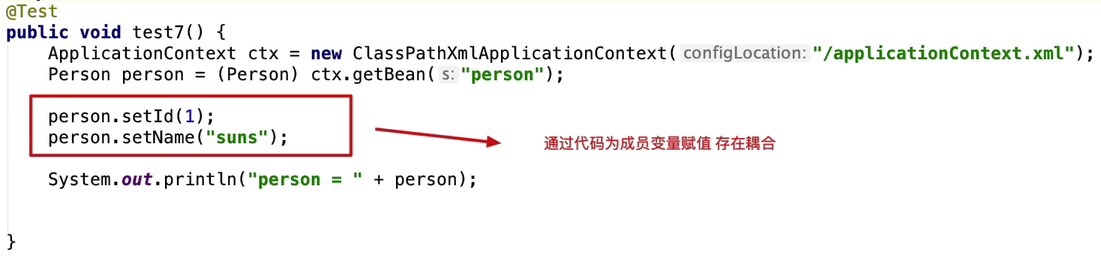 @Test
public void test7() {
ApplicationContext ctx = new ClassPathXmlApplicationContext( configLocation: "/applicationContext.xml");
Person person = (Person) ctx.getBean( s: "person");
person.setId(1);
person.setName("suns");
通过代码为成员变量赋值 存在耦合
System.out.println("person = " + person);
}